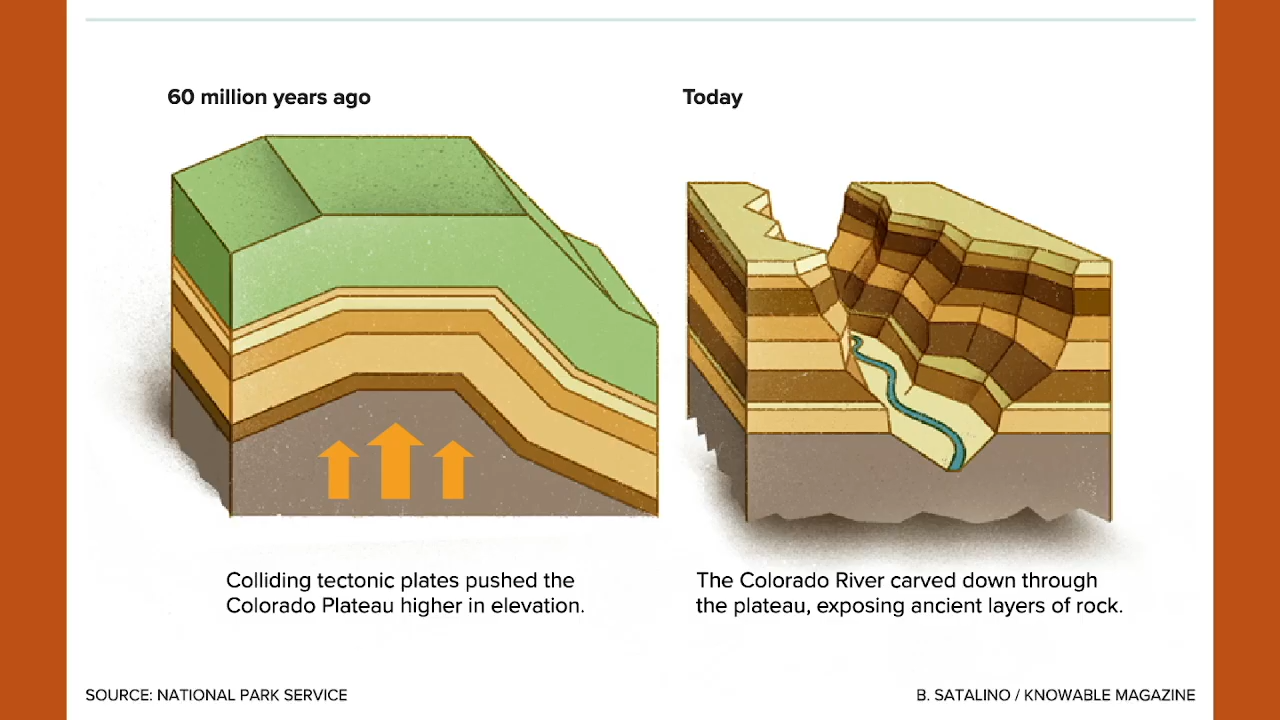 60 million years ago
Today
Colliding tectonic plates pushed the
Colorado Plateau higher in elevation.
The Colorado River carved down through
the plateau, exposing ancient layers of rock.
SOURCE: NATIONAL PARK SERVICE
B. SATALINO / KNOWABLE MAGAZINE